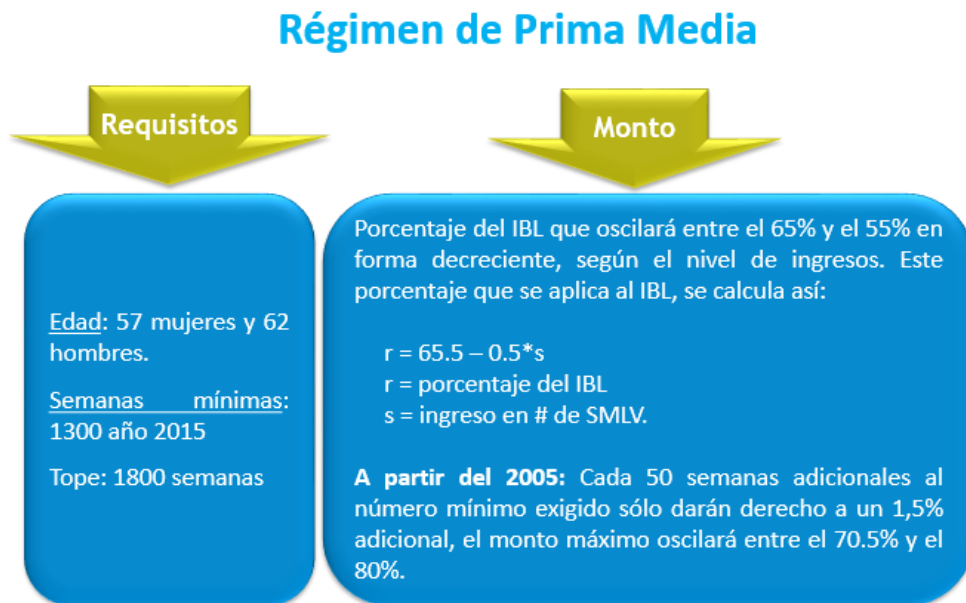 Régimen de Prima Media
Requisitos
Edad: 57 mujeres y 62
hombres.
Semanas mínimas:
1300 año 2015
Tope: 1800 semanas
Monto
Porcentaje del IBL que oscilará entre el 65% y el 55% en
forma decreciente, según el nivel de ingresos. Este
porcentaje que se aplica al IBL, se calcula así:
r = 65.5 – 0.5*s
r = porcentaje del IBL
s = ingreso en # de SMLV.
A partir del 2005: Cada 50 semanas adicionales al
número mínimo exigido sólo darán derecho a un 1,5%
adicional, el monto máximo oscilará entre el 70.5% y el
80%.